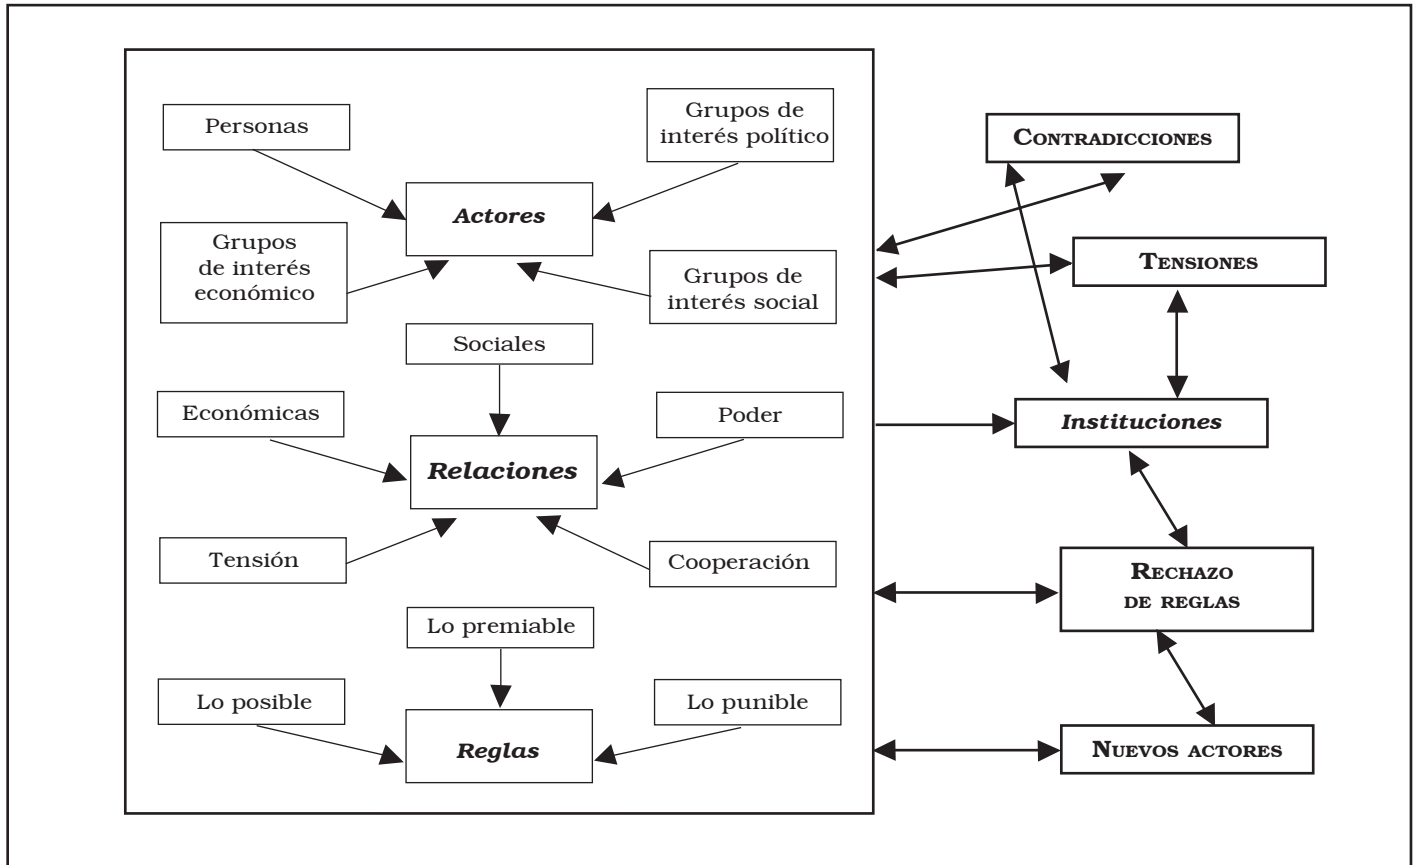 Personas
Grupos de
interés político
Actores
Grupos
de interés
económico
Grupos de
interés social
Sociales
Económicas
Poder
Relaciones
Tensión
Cooperación
Lo premiable
Lo posible
Lo punible
Reglas
CONTRADICCIONES
TENSIONES
Instituciones
RECHAZO
DE REGLAS
NUEVOS ACTORES